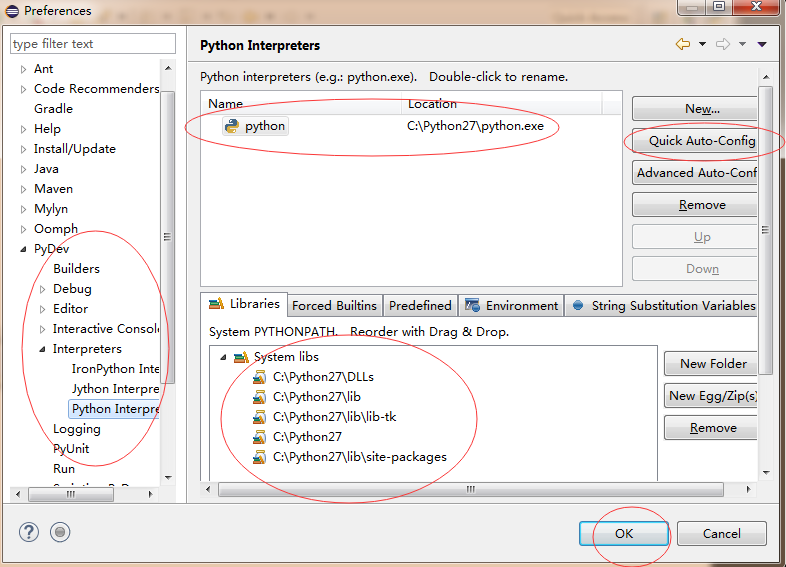 Preferences
type filter text
Ant
Code Recommenders
Gradle
Help
Install/Update
Java
Maven
Mylyn
Oomph
PyDev
Builders
Debug
Editor
Interactive Consol
Interpreters
IronPython Inte
Jython Interpre
Python Interpre
Logging
PyUnit
Run
Python Interpreters
Python interpreters (e.g.: python.exe). Double-click to rename.
Name Location
python C:\Python27\python.exe
New...
Quick Auto-Config
Advanced Auto-Conf
Remove
Up
Down
Libraries Forced Builtins Predefined Environment String Substitution Variables
System PYTHONPATH. Reorder with Drag & Drop.
System libs
C:\Python27\DLLs
C:\Python27\lib
C:\Python27\lib\lib-tk
C:\Python27
C:\Python27\lib\site-packages
New Folder
New Egg/Zip(s)
Remove
OK Cancel